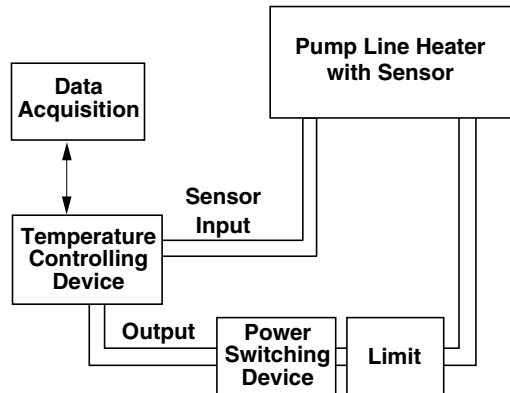 Pump Line Heater
with Sensor
Data
Acquisition
Sensor
Input
Temperature
Controlling
Device
Output
Power
Switching
Device
Limit